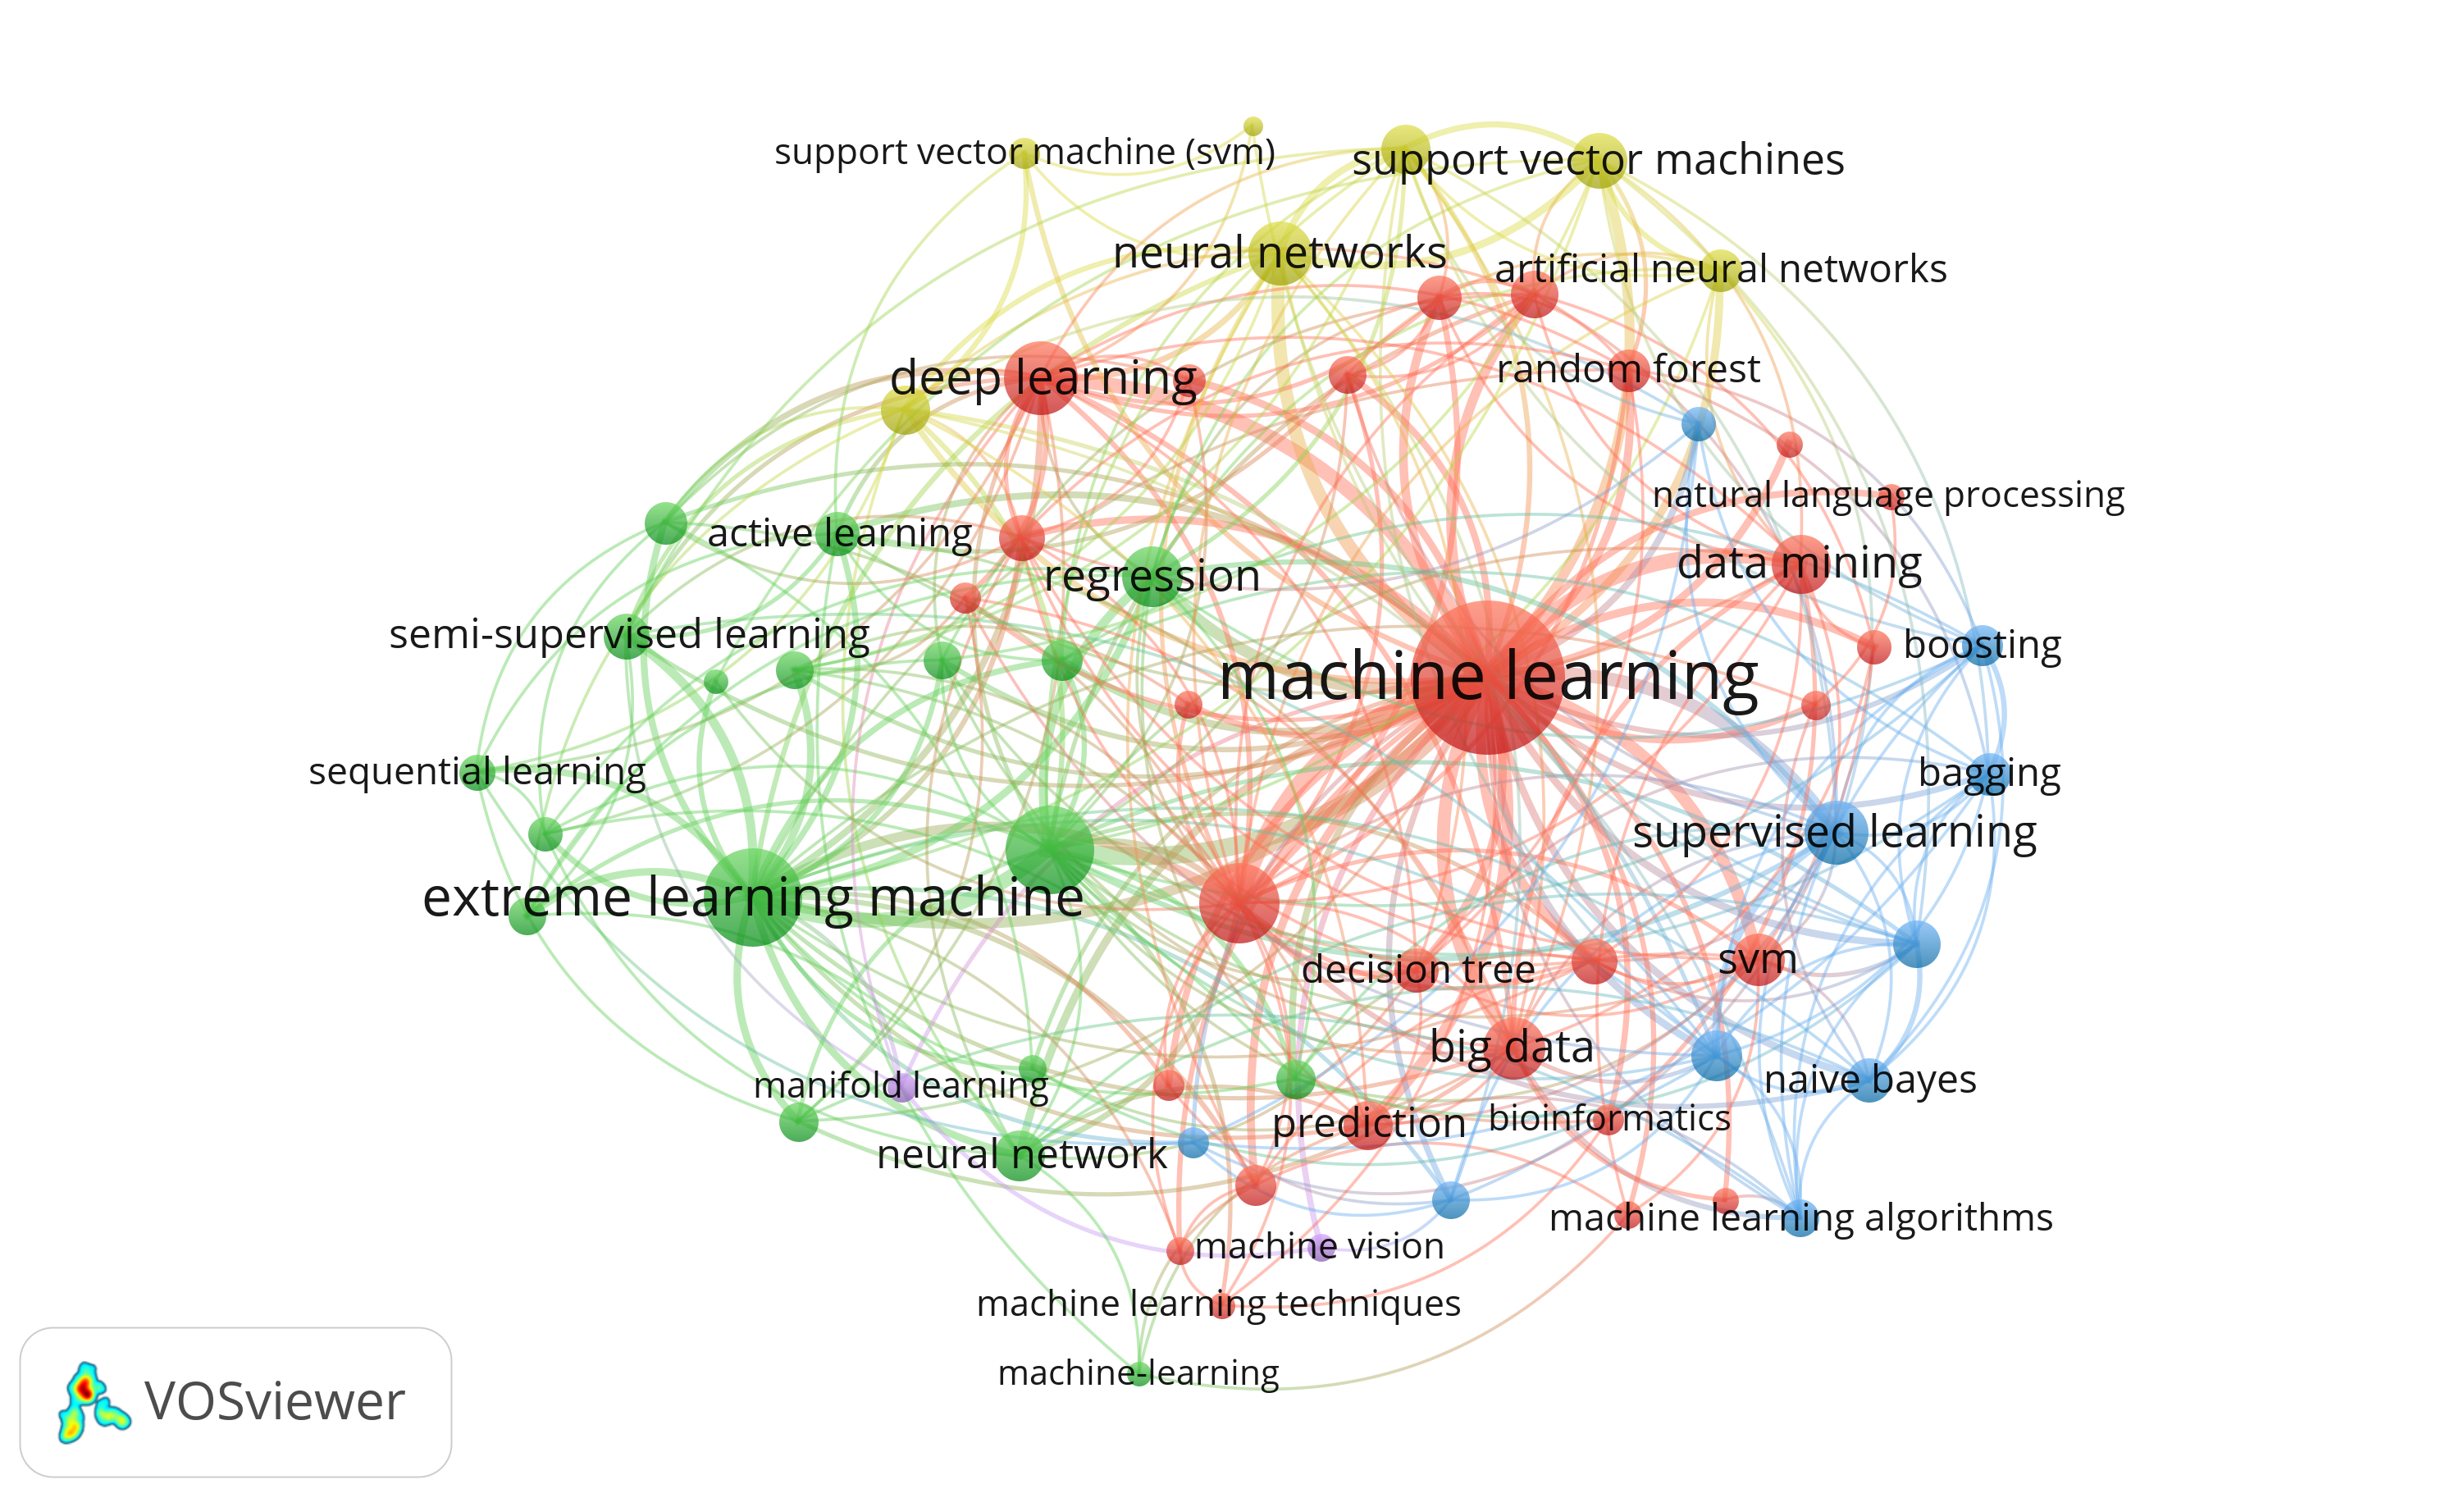 support vector machine (svm)
support vector machines
neural networks
artificial neural networks
deep learning
random forest
natural language processing
active learning
regression
data mining
semi-supervised learning
boosting
machine learning
sequential learning
bagging
supervised learning
extreme learning machine
decision tree
svm
big data
manifold learning
naive bayes
prediction
bioinformatics
neural network
machine learning algorithms
machine vision
machine learning techniques
machine-learning
VOSviewer